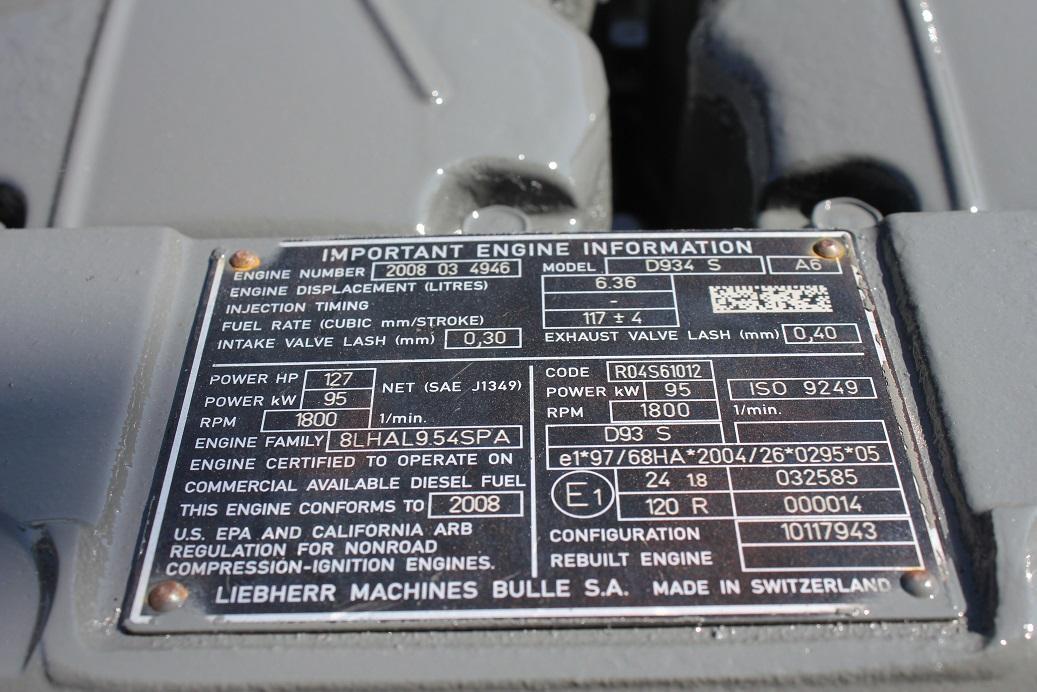 IMPORTANT ENGINE INFORMATION
ENGINE NUMBER 2008 03 4946 MODEL D934 S A6
ENGINE DISPLACEMENT (LITRES) 6.36
INJECTION TIMING -
FUEL RATE (CUBIC mm/STROKE) 117 ± 4
INTAKE VALVE LASH (mm) 0,30 EXHAUST VALVE LASH (mm) 0,40
POWER HP 127 NET (SAE J1349)
POWER kW 95
RPM 1800 1/min.
ENGINE FAMILY 8LHAL9.54SPA
ENGINE CERTIFIED TO OPERATE ON
COMMERCIAL AVAILABLE DIESEL FUEL
THIS ENGINE CONFORMS TO 2008
U.S. EPA AND CALIFORNIA ARB
REGULATION FOR NONROAD
COMPRESSION-IGNITION ENGINES.
CODE R04S61012
POWER kW 95 ISO 9249
RPM 1800 1/min.
D93 S
e1*97/68HA*2004/26*0295*05
E1 24 1.8 032585
120 R 000014
CONFIGURATION 10117943
REBUILT ENGINE
LIEBHERR MACHINES BULLE S.A. MADE IN SWITZERLAND